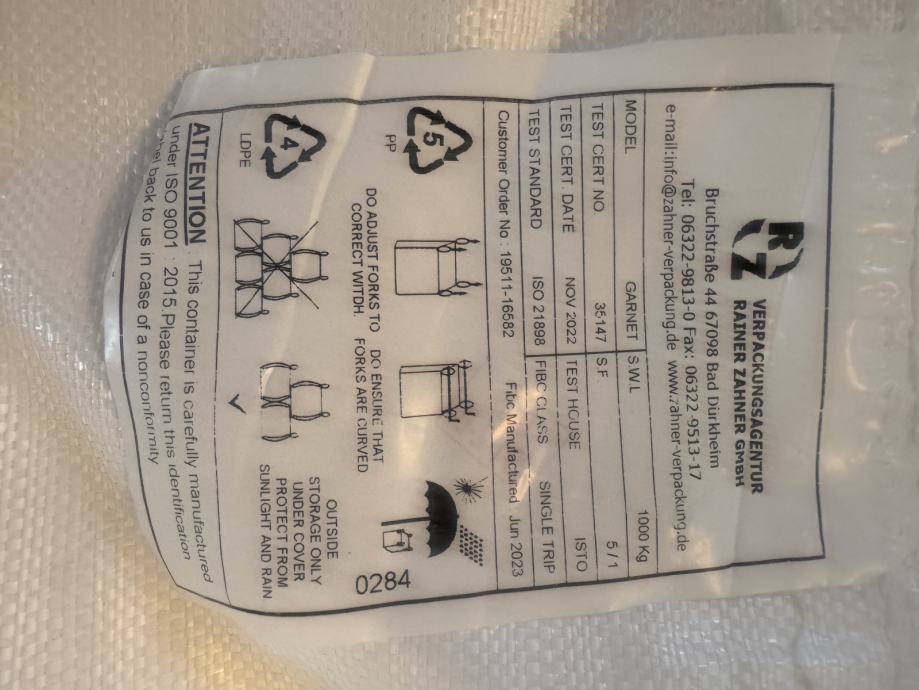 RZ VERPACKUNGSAGENTUR
RAINER ZAHNER GMBH
Bruchstraße 44 67098 Bad Dürkheim
Tel: 06322-9813-0 Fax: 06322-9513-17
e-mail:info@zahner-verpackung.de www.zahner-verpackung.de
MODEL GARNET S.W.L 1000 Kg
TEST CERT NO. 35147 S.F. 5 / 1
TEST CERT. DATE NOV 2022 TEST HOUSE ISTO
TEST STANDARD ISO 21898 FIBC CLASS SINGLE TRIP
Customer Order No : 19511-16582 Fibc Manufactured Jun 2023
5
PP
DO ADJUST FORKS TO
CORRECT WITDH.
DO ENSURE THAT
FORKS ARE CURVED
0284
4
LDPE
OUTSIDE
STORAGE ONLY
UNDER COVER
PROTECT FROM
SUNLIGHT AND RAIN
ATTENTION : This container is carefully manufactured
under ISO 9001 : 2015.Please return this identification
back to us in case of a nonconformity